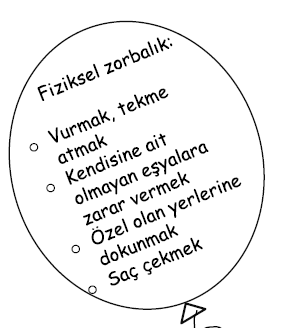 Fiziksel zorbalık:
○ Vurmak, tekme
atmak
○ Kendisine ait
olmayan eşyalara
zarar vermek
○ Özel olan yerlerine
dokunmak
○ Saç çekmek